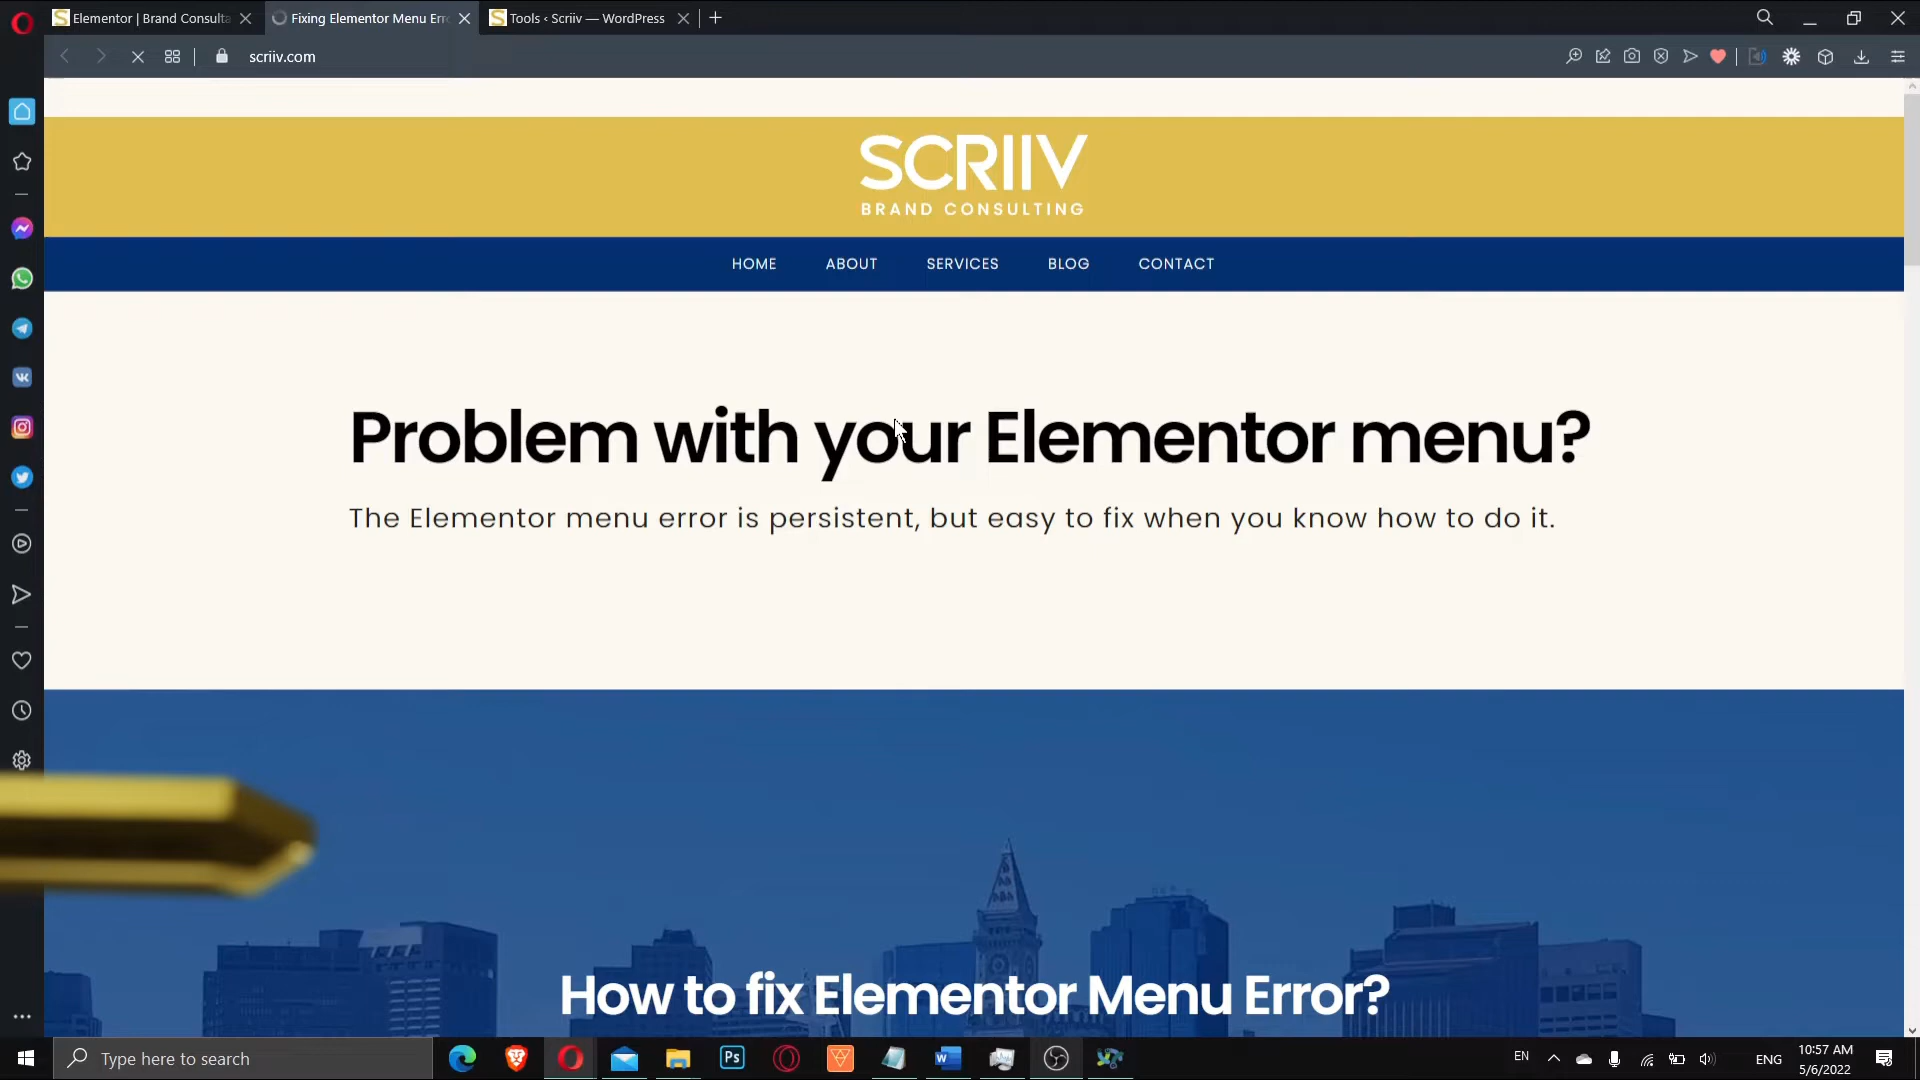 Elementor | Brand Consulta
Fixing Elementor Menu Err
Tools ‹ Scriiv — WordPress
scriiv.com
SCRIIV
BRAND CONSULTING
HOME
ABOUT
SERVICES
BLOG
CONTACT
Problem with your Elementor menu?
The Elementor menu error is persistent, but easy to fix when you know how to do it.
How to fix Elementor Menu Error?
Type here to search
Ps
EN
ENG
10:57 AM
5/6/2022